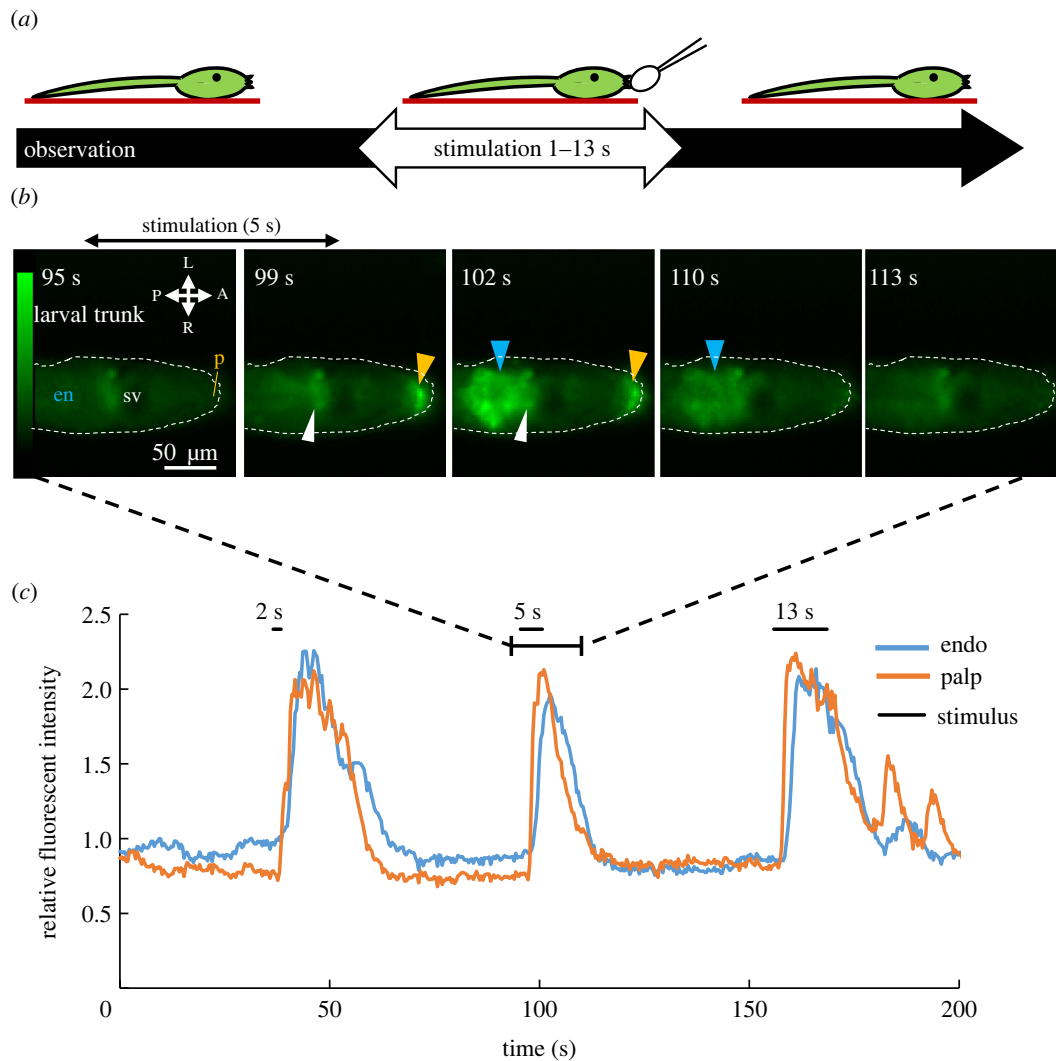 (a)
observation
stimulation 1–13 s
(b)
stimulation (5 s)
95 s
99 s
102 s
110 s
113 s
L
P A
R
larval trunk
p
en
sv
50 µm
(c)
2.5
2 s
5 s
13 s
endo
palp
stimulus
2.0
1.5
1.0
0.5
0
50
100
150
200
relative fluorescent intensity
time (s)